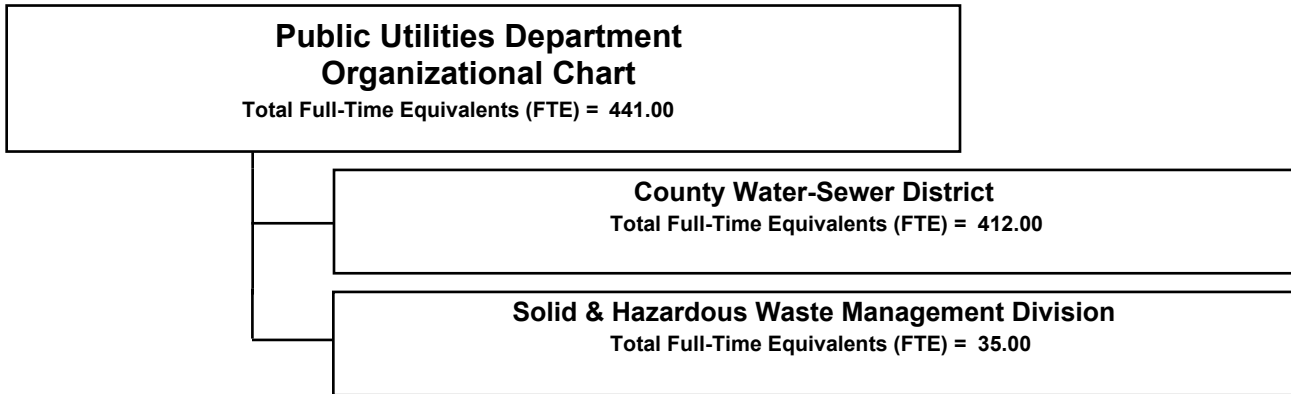 Public Utilities Department
Organizational Chart
Total Full-Time Equivalents (FTE) = 441.00
County Water-Sewer District
Total Full-Time Equivalents (FTE) = 412.00
Solid & Hazardous Waste Management Division
Total Full-Time Equivalents (FTE) = 35.00